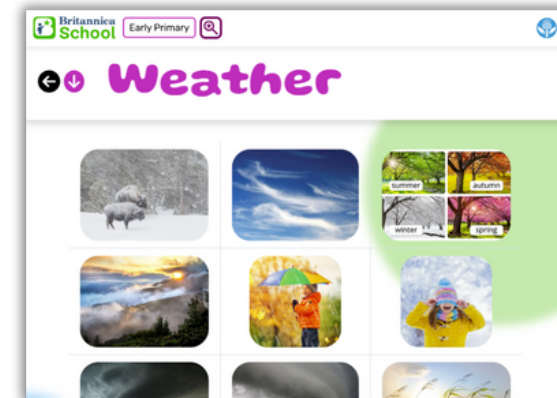 Britannica
School
Early Primary
Weather
summer
autumn
winter
spring